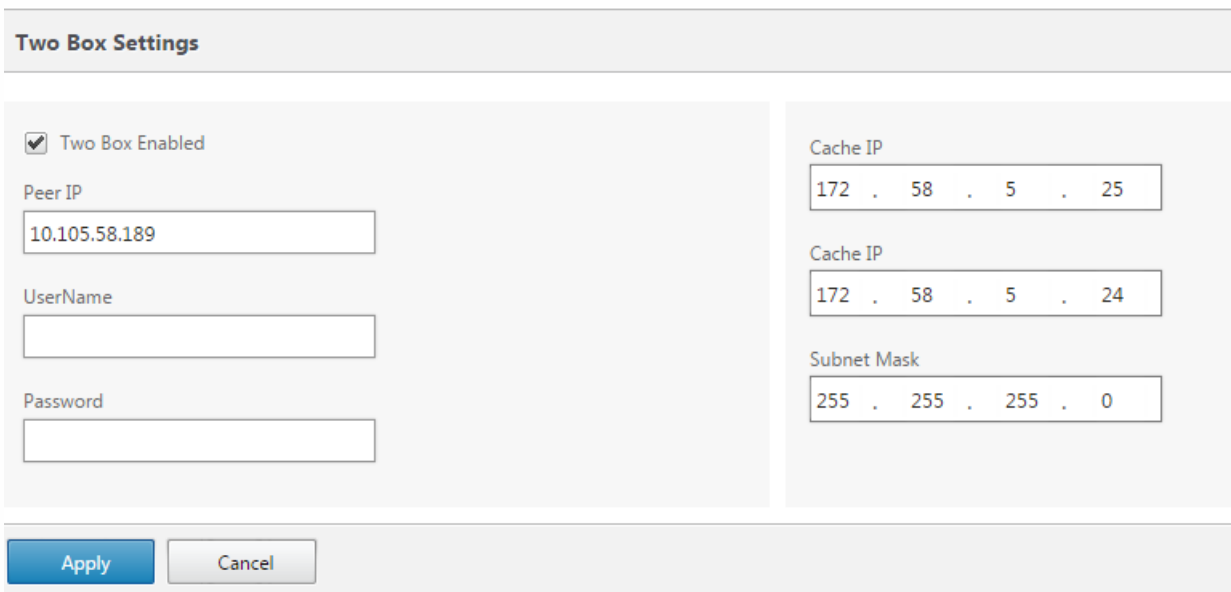 Two Box Settings
Two Box Enabled
Peer IP
10.105.58.189
UserName
Password
Cache IP
172 . 58 . 5 . 25
Cache IP
172 . 58 . 5 . 24
Subnet Mask
255 . 255 . 255 . 0
Apply
Cancel